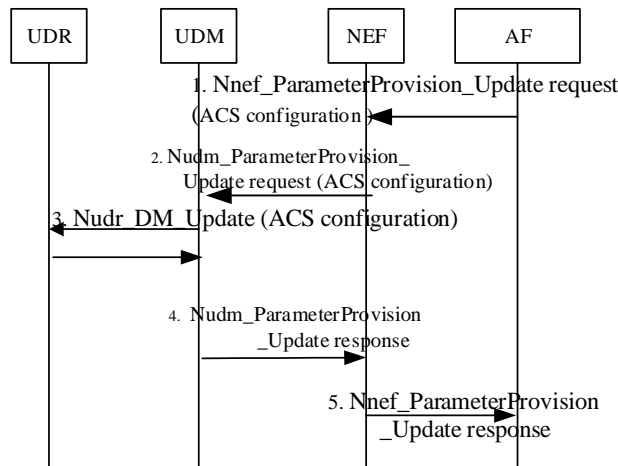 UDR UDM NEF AF
1. Nnef_ParameterProvision_Update request
(ACS configuration )
2. Nudm_ParameterProvision_
Update request (ACS configuration)
3. Nudr_DM_Update (ACS configuration)
4. Nudm_ParameterProvision
_Update response
5. Nnef_ParameterProvision
_Update response